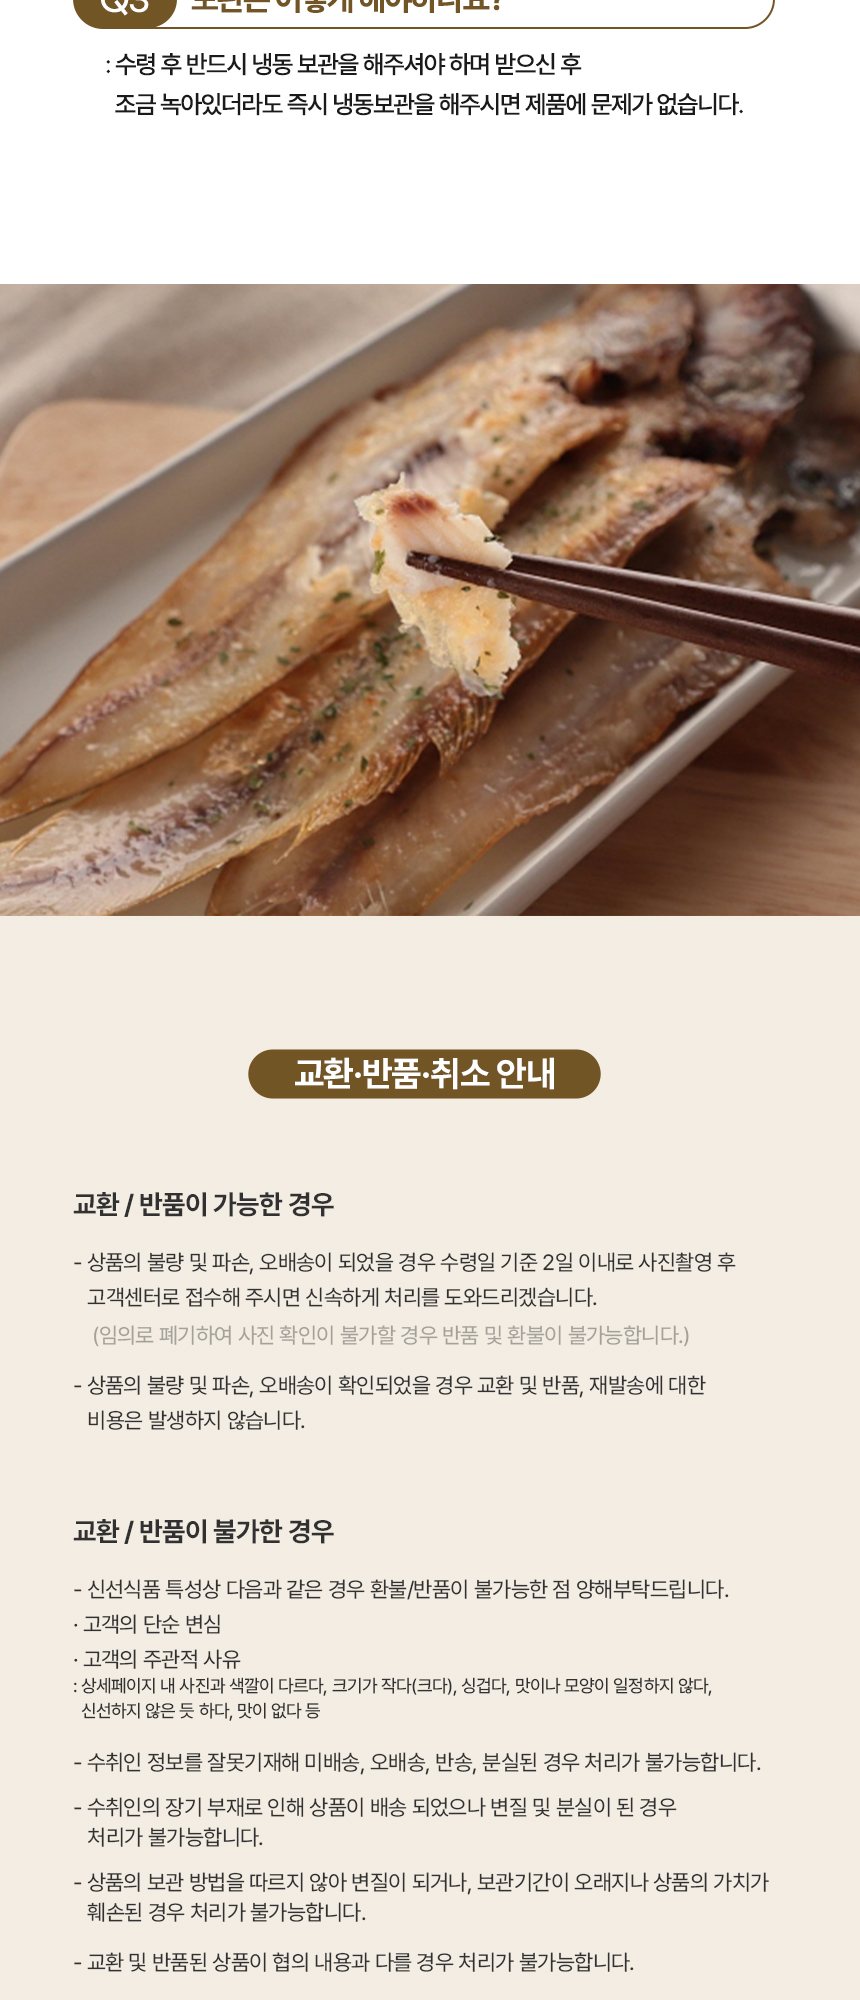 Q3 보관은 어떻게 해야하나요?
: 수령 후 반드시 냉동 보관을 해주셔야 하며 받으신 후
조금 녹아있더라도 즉시 냉동보관을 해주시면 제품에 문제가 없습니다.
교환·반품·취소 안내
교환 / 반품이 가능한 경우
- 상품의 불량 및 파손, 오배송이 되었을 경우 수령일 기준 2일 이내로 사진촬영 후
고객센터로 접수해 주시면 신속하게 처리를 도와드리겠습니다.
(임의로 폐기하여 사진 확인이 불가할 경우 반품 및 환불이 불가능합니다.)
- 상품의 불량 및 파손, 오배송이 확인되었을 경우 교환 및 반품, 재발송에 대한
비용은 발생하지 않습니다.
교환 / 반품이 불가한 경우
- 신선식품 특성상 다음과 같은 경우 환불/반품이 불가능한 점 양해부탁드립니다.
· 고객의 단순 변심
· 고객의 주관적 사유
: 상세페이지 내 사진과 색깔이 다르다, 크기가 작다(크다), 싱겁다, 맛이나 모양이 일정하지 않다,
신선하지 않은 듯 하다, 맛이 없다 등
- 수취인 정보를 잘못기재해 미배송, 오배송, 반송, 분실된 경우 처리가 불가능합니다.
- 수취인의 장기 부재로 인해 상품이 배송 되었으나 변질 및 분실이 된 경우
처리가 불가능합니다.
- 상품의 보관 방법을 따르지 않아 변질이 되거나, 보관기간이 오래지나 상품의 가치가
훼손된 경우 처리가 불가능합니다.
- 교환 및 반품된 상품이 협의 내용과 다를 경우 처리가 불가능합니다.